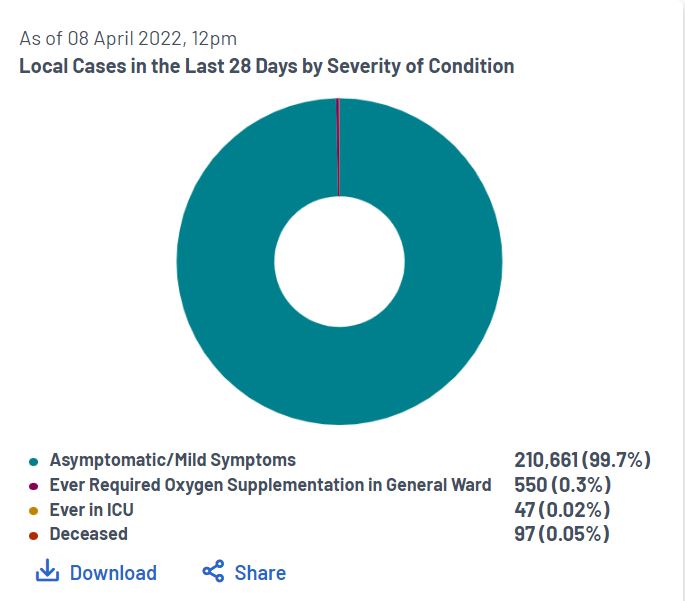 As of 08 April 2022, 12pm
Local Cases in the Last 28 Days by Severity of Condition
Asymptomatic/Mild Symptoms 210,661 (99.7%)
Ever Required Oxygen Supplementation in General Ward 550 (0.3%)
Ever in ICU 47 (0.02%)
Deceased 97 (0.05%)
Download Share